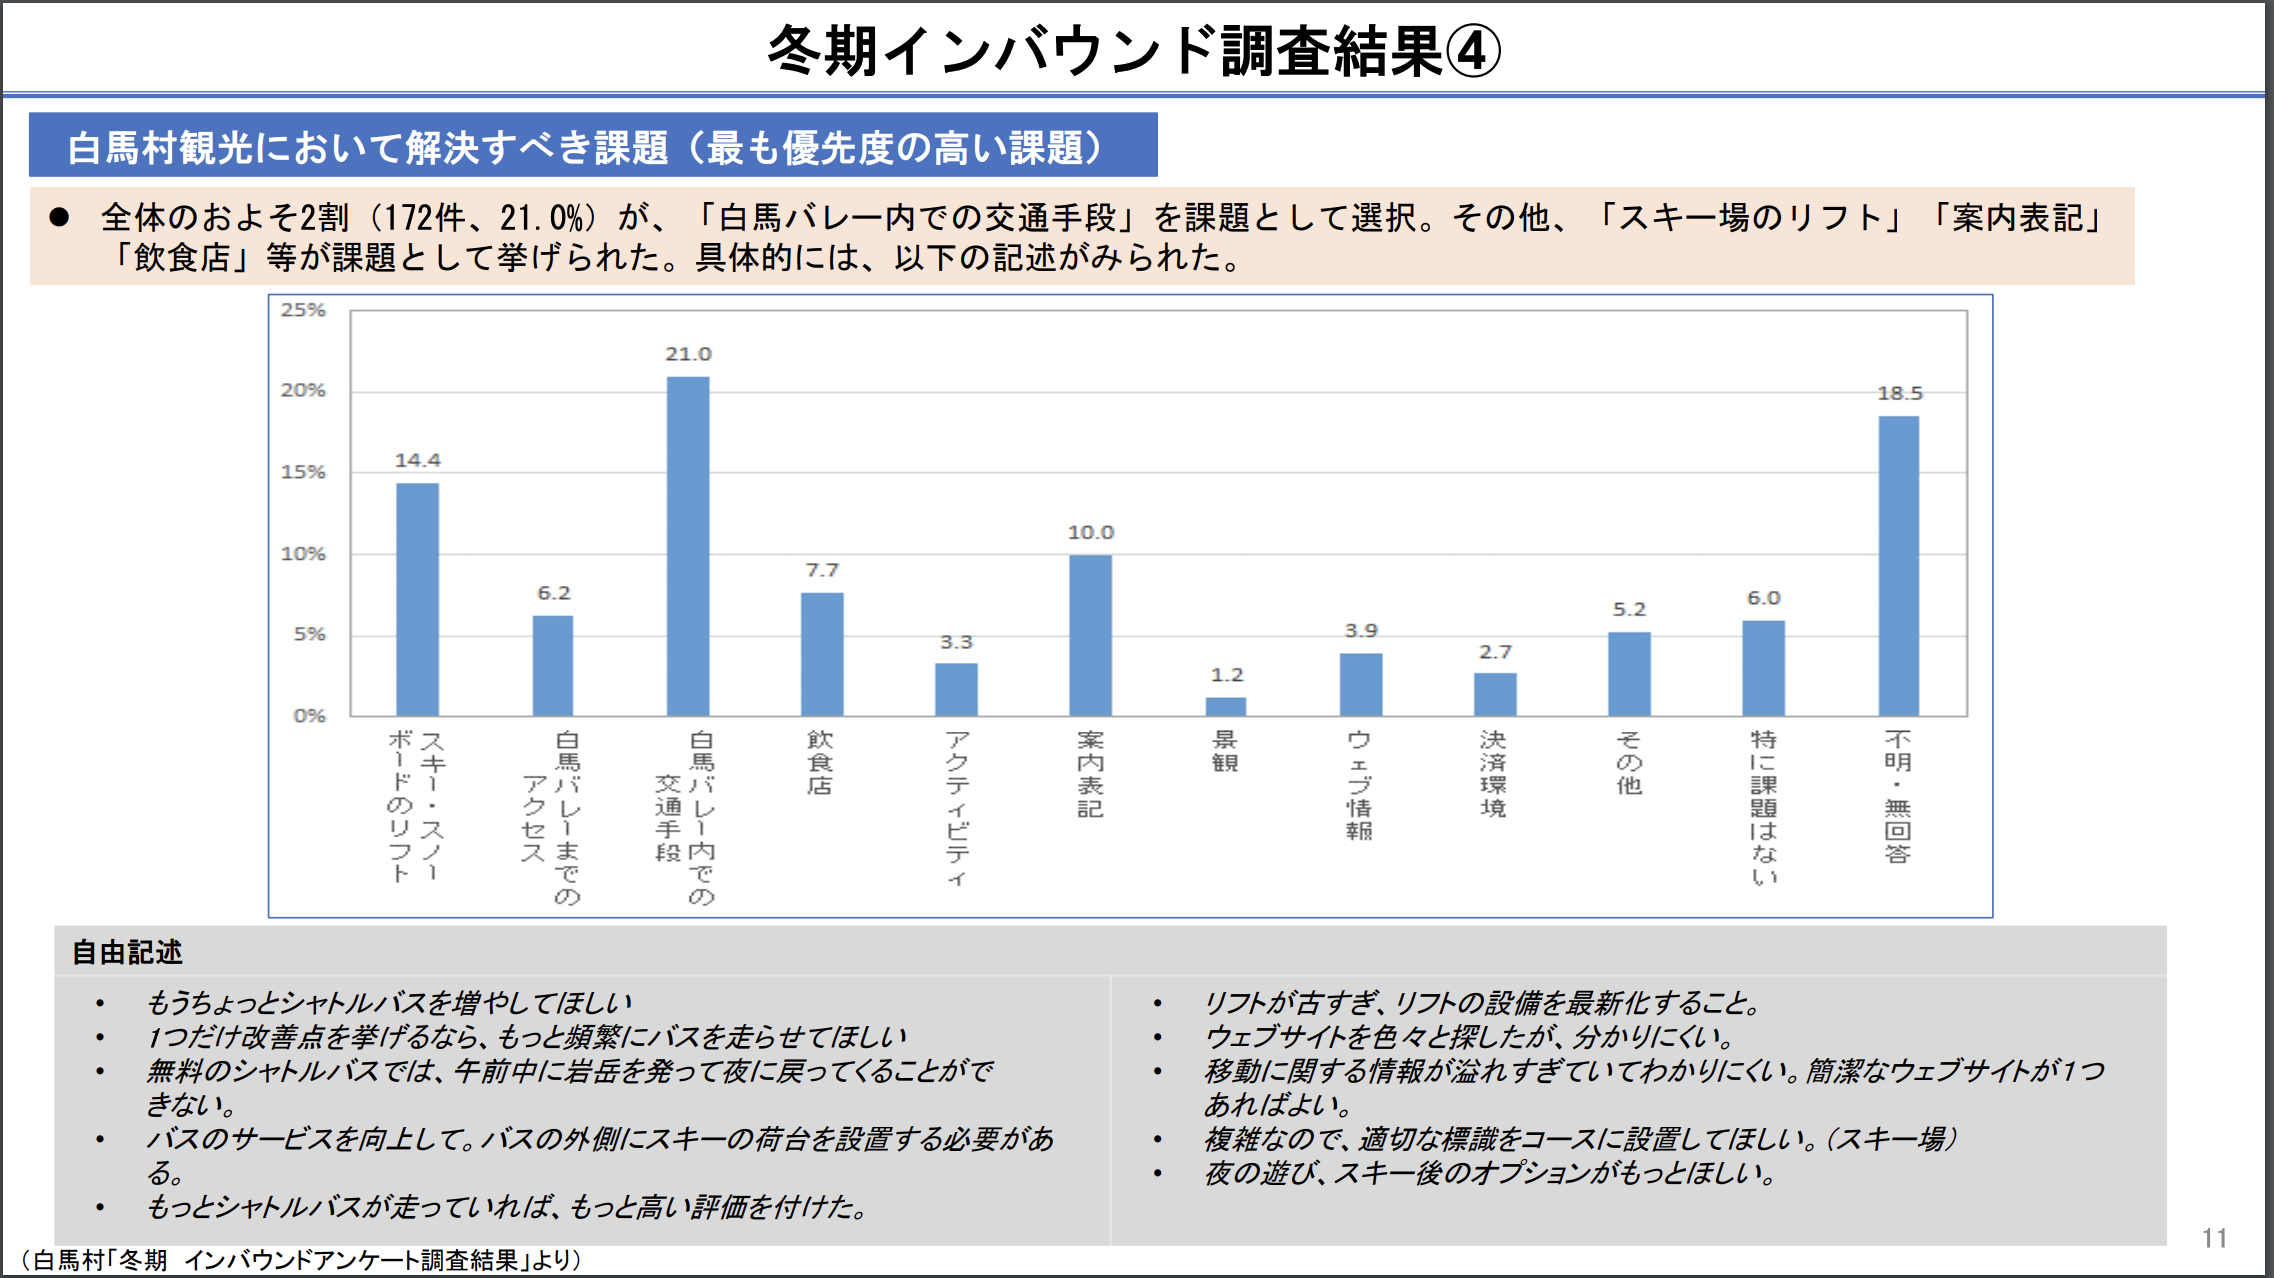 冬期インバウンド調査結果④
白馬村観光において解決すべき課題（最も優先度の高い課題）
● 全体のおよそ2割（172件、21.0%）が、「白馬バレー内での交通手段」を課題として選択。その他、「スキー場のリフト」「案内表記」
「飲食店」等が課題として挙げられた。具体的には、以下の記述がみられた。
25%
20%
15%
10%
5%
0%
14.4
6.2
21.0
7.7
3.3
10.0
1.2
3.9
2.7
5.2
6.0
18.5
スキー・スノー
ボードのリフト
白馬バレーまでの
アクセス
白馬バレー内での
交通手段
飲食店
アクティビティ
案内表記
景観
ウェブ情報
決済環境
その他
特に課題はない
不明・無回答
自由記述
• もうちょっとシャトルバスを増やしてほしい
• 1つだけ改善点を挙げるなら、もっと頻繁にバスを走らせてほしい
• 無料のシャトルバスでは、午前中に岩岳を発って夜に戻ってくることがで
きない。
• バスのサービスを向上して。バスの外側にスキーの荷台を設置する必要があ
る。
• もっとシャトルバスが走っていれば、もっと高い評価を付けた。
• リフトが古すぎ、リフトの設備を最新化すること。
• ウェブサイトを色々と探したが、分かりにくい。
• 移動に関する情報が溢れすぎていてわかりにくい。簡潔なウェブサイトが1つ
あればよい。
• 複雑なので、適切な標識をコースに設置してほしい。（スキー場）
• 夜の遊び、スキー後のオプションがもっとほしい。
（白馬村「冬期　インバウンドアンケート調査結果」より）
11